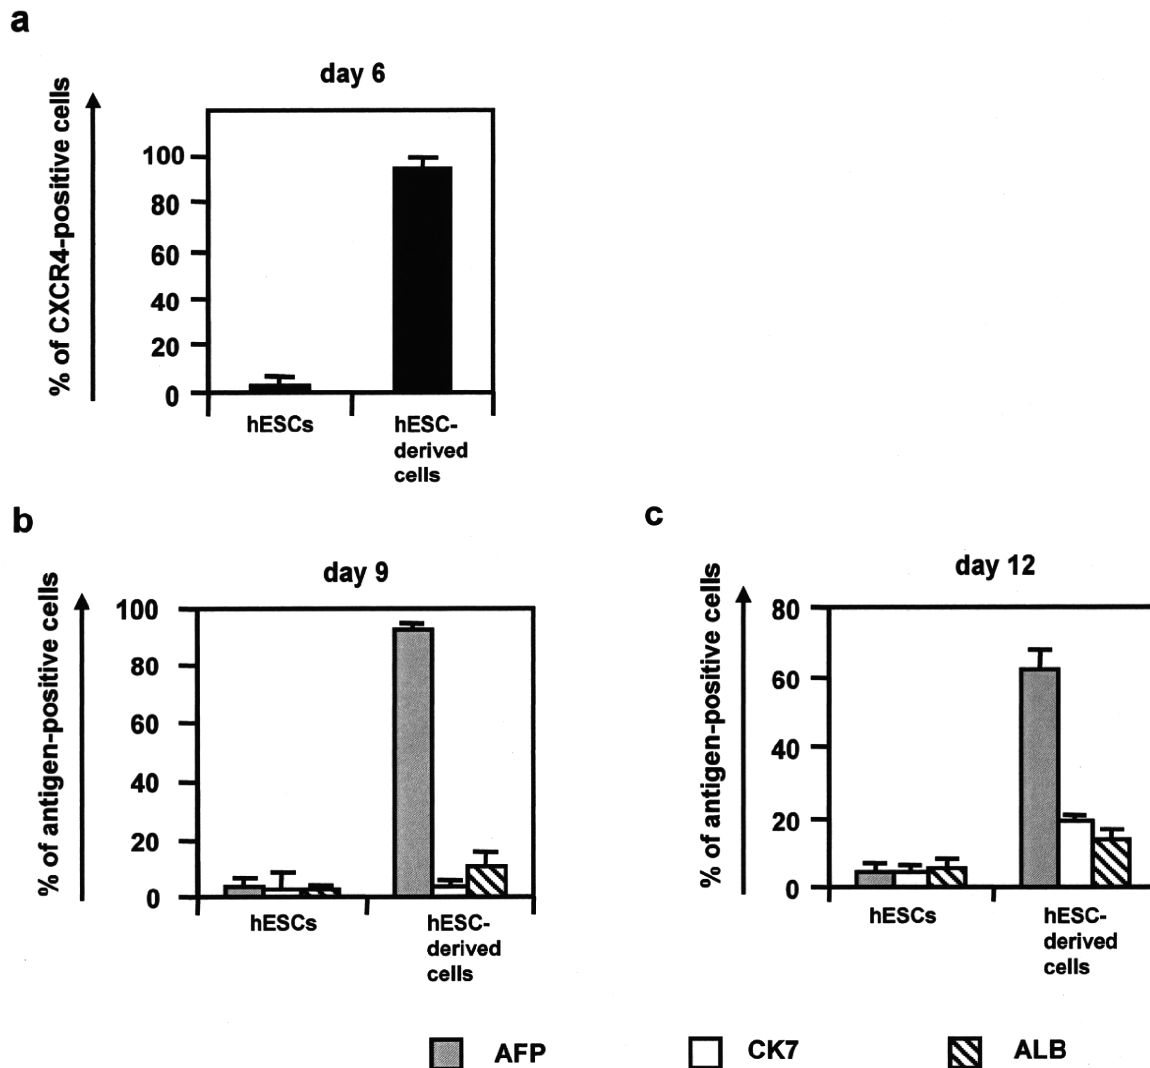 a
day 6
% of CXCR4-positive cells
100
80
60
40
20
0
hESCs
hESC-
derived
cells
b
day 9
% of antigen-positive cells
100
80
60
40
20
0
hESCs
hESC-
derived
cells
c
day 12
% of antigen-positive cells
80
60
40
20
0
hESCs
hESC-
derived
cells
AFP
CK7
ALB